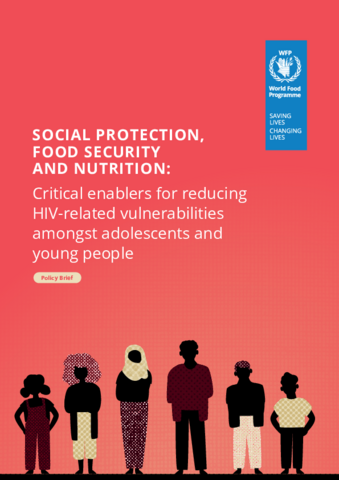 WFP
World Food
Programme
SAVING
LIVES
CHANGING
LIVES
SOCIAL PROTECTION,
FOOD SECURITY
AND NUTRITION:
Critical enablers for reducing
HIV-related vulnerabilities
amongst adolescents and
young people
Policy Brief